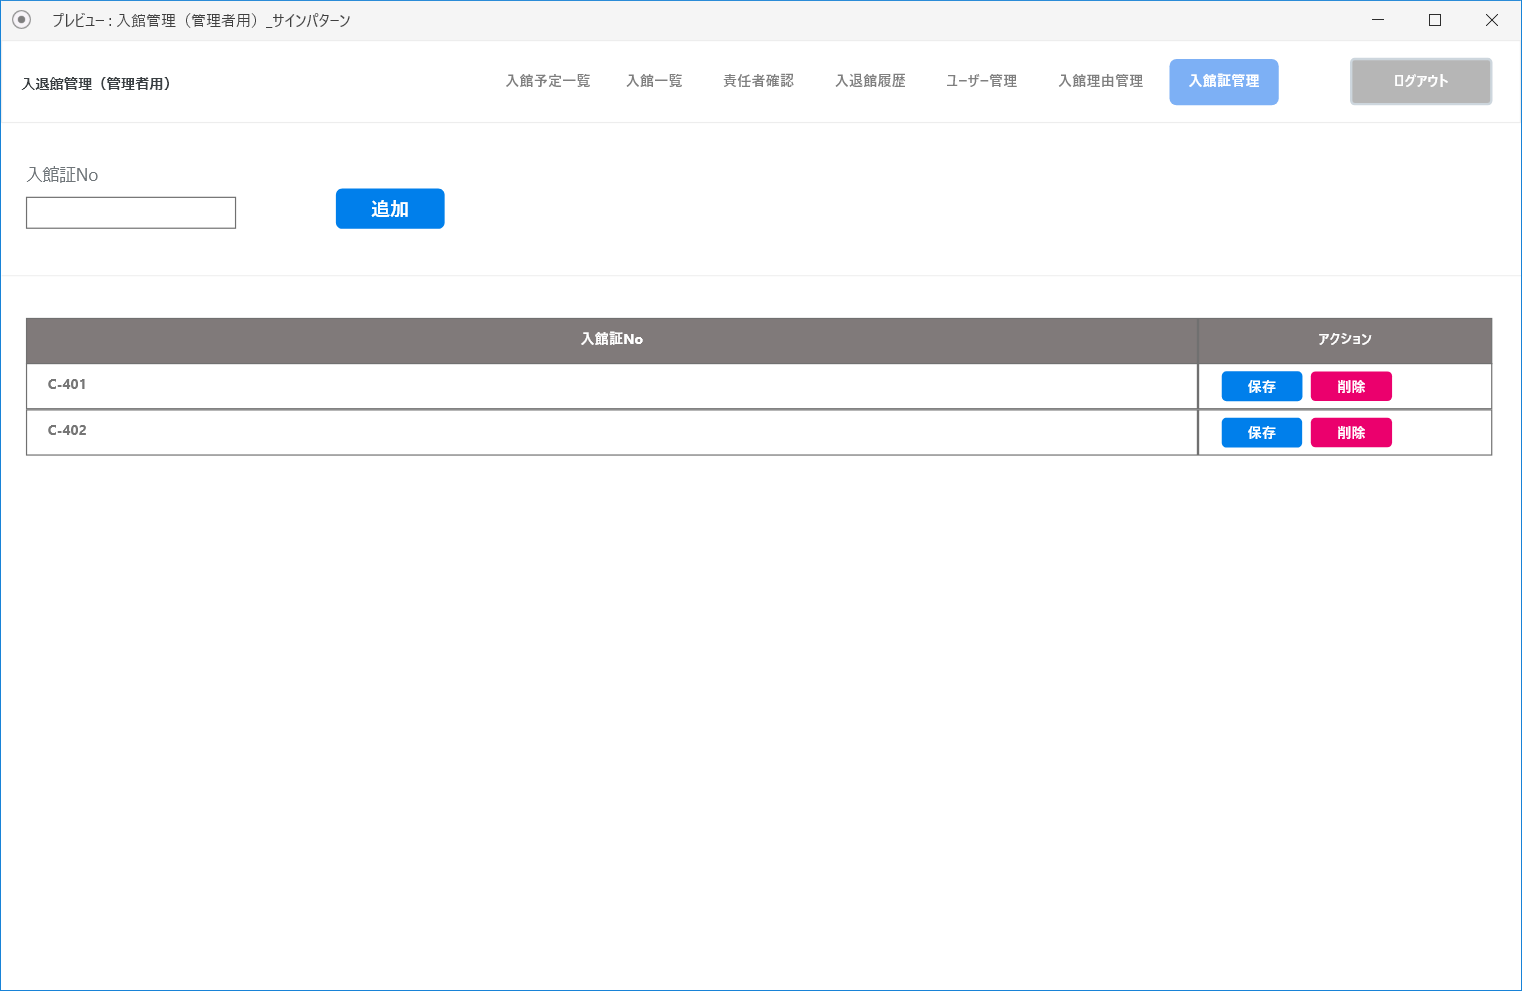 プレビュー : 入館管理（管理者用）_サインパターン
入退館管理（管理者用）
入館予定一覧
入館一覧
責任者確認
入退館履歴
ユーザー管理
入館理由管理
入館証管理
ログアウト
入館証No
追加
入館証No アクション
C-401 保存 削除
C-402 保存 削除